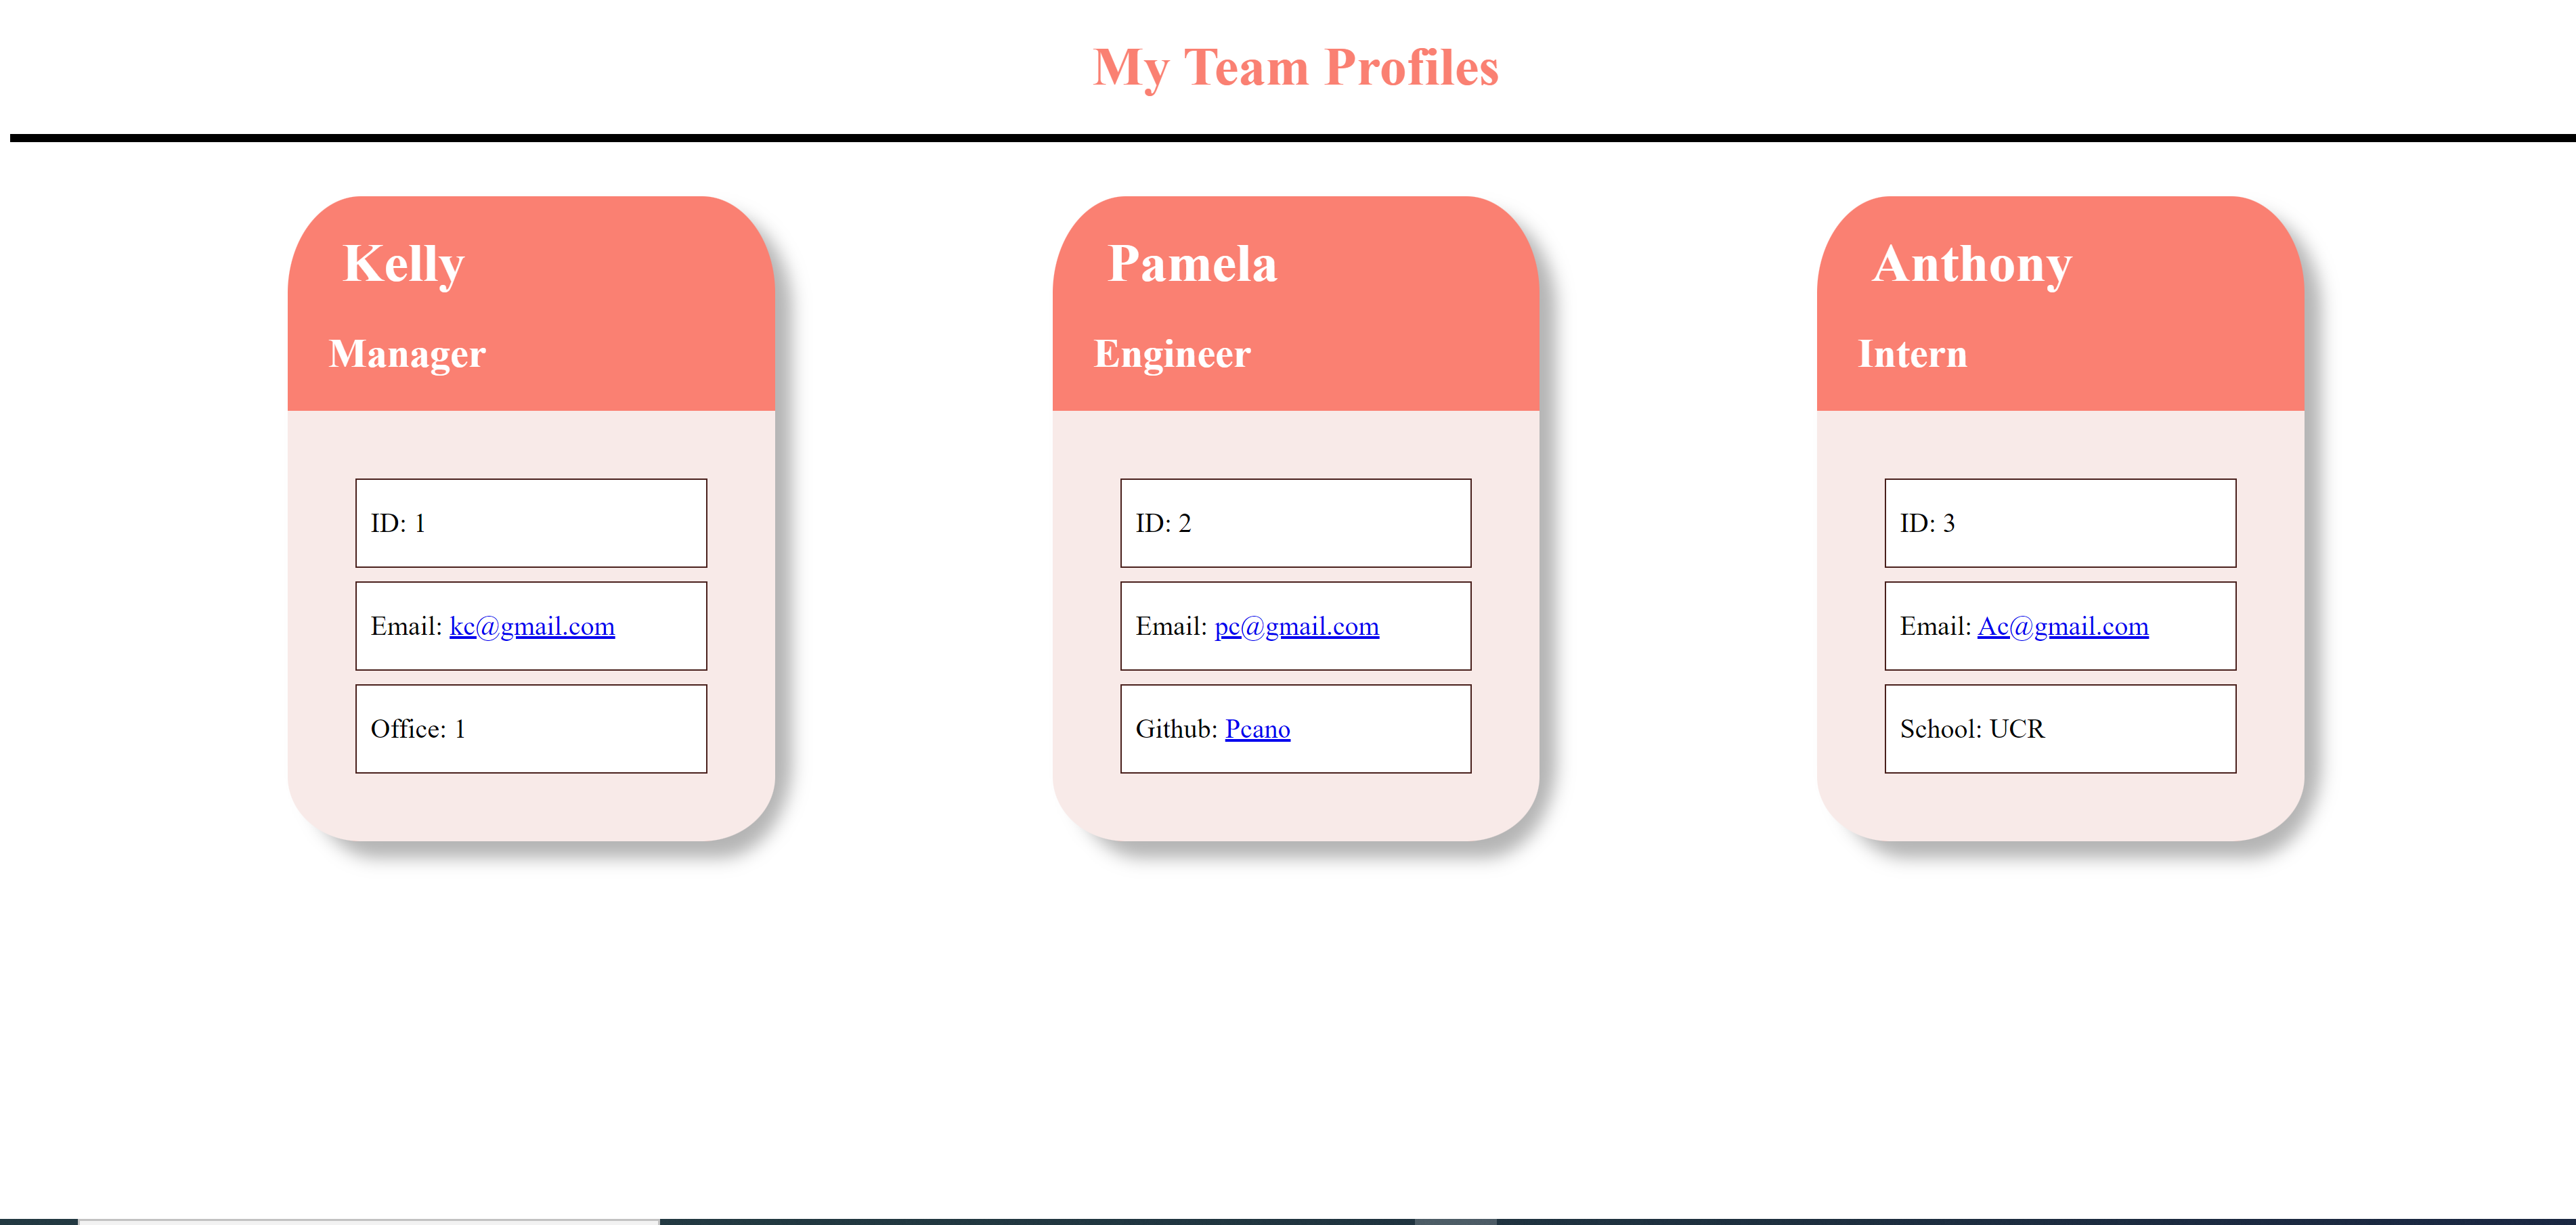 My Team Profiles
Kelly
Manager
ID: 1
Email: kc@gmail.com
Office: 1
Pamela
Engineer
ID: 2
Email: pc@gmail.com
Github: Pcano
Anthony
Intern
ID: 3
Email: Ac@gmail.com
School: UCR